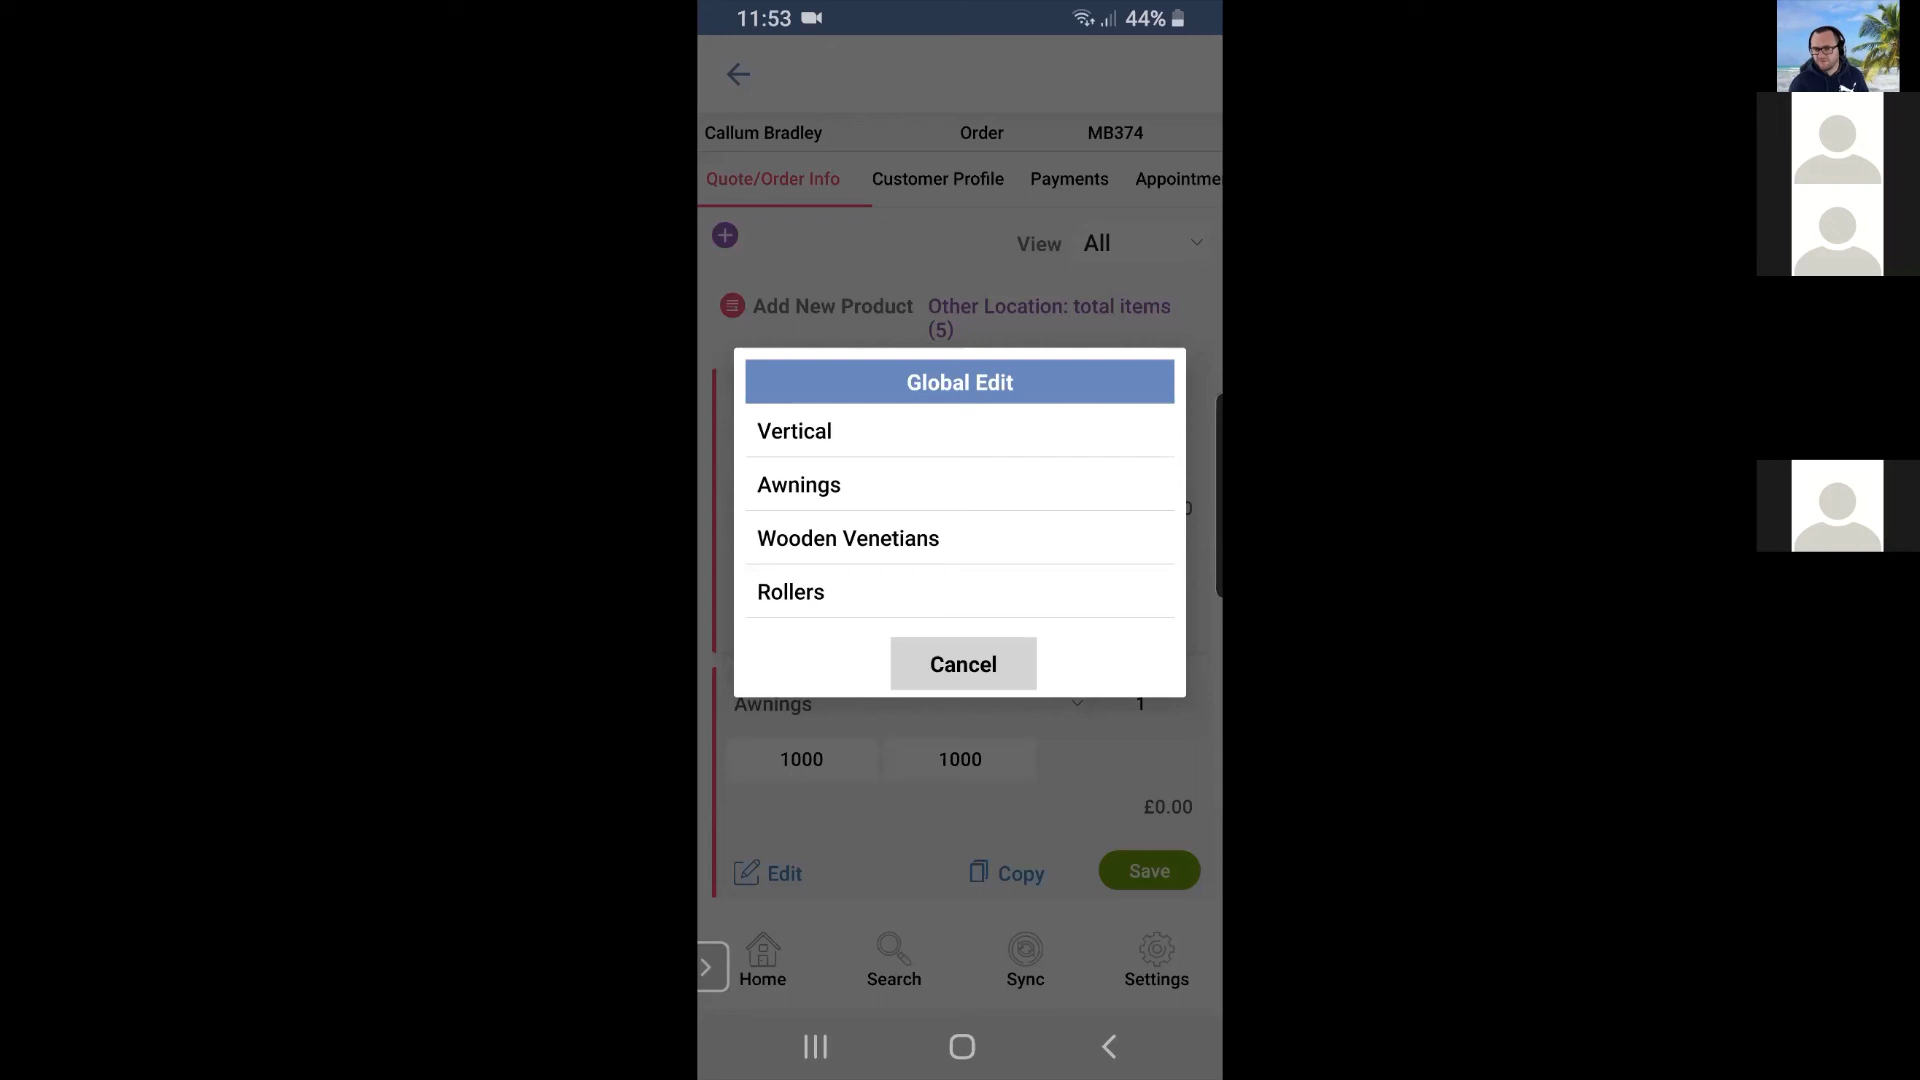 11:53 44%
Callum Bradley Order MB374
Quote/Order Info Customer Profile Payments Appointme
View All
Add New Product Other Location: total items
(5)
Global Edit
Vertical
Awnings
Wooden Venetians
Rollers
Cancel
Awnings 1
1000 1000
£0.00
Edit Copy Save
Home Search Sync Settings